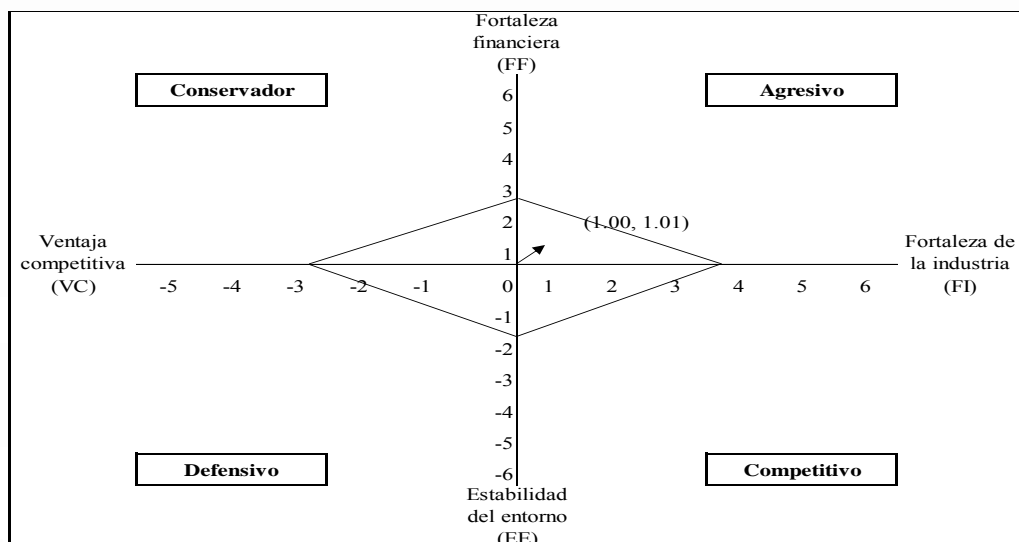 Fortaleza
financiera
(FF)
Conservador
Agresivo
6
5
4
3
2
1
(1.00, 1.01)
Ventaja
competitiva
(VC)
Fortaleza de
la industria
(FI)
-5 -4 -3 -2 -1 0 1 2 3 4 5 6
-1
-2
-3
-4
-5
-6
Defensivo
Competitivo
Estabilidad
del entorno
(EE)